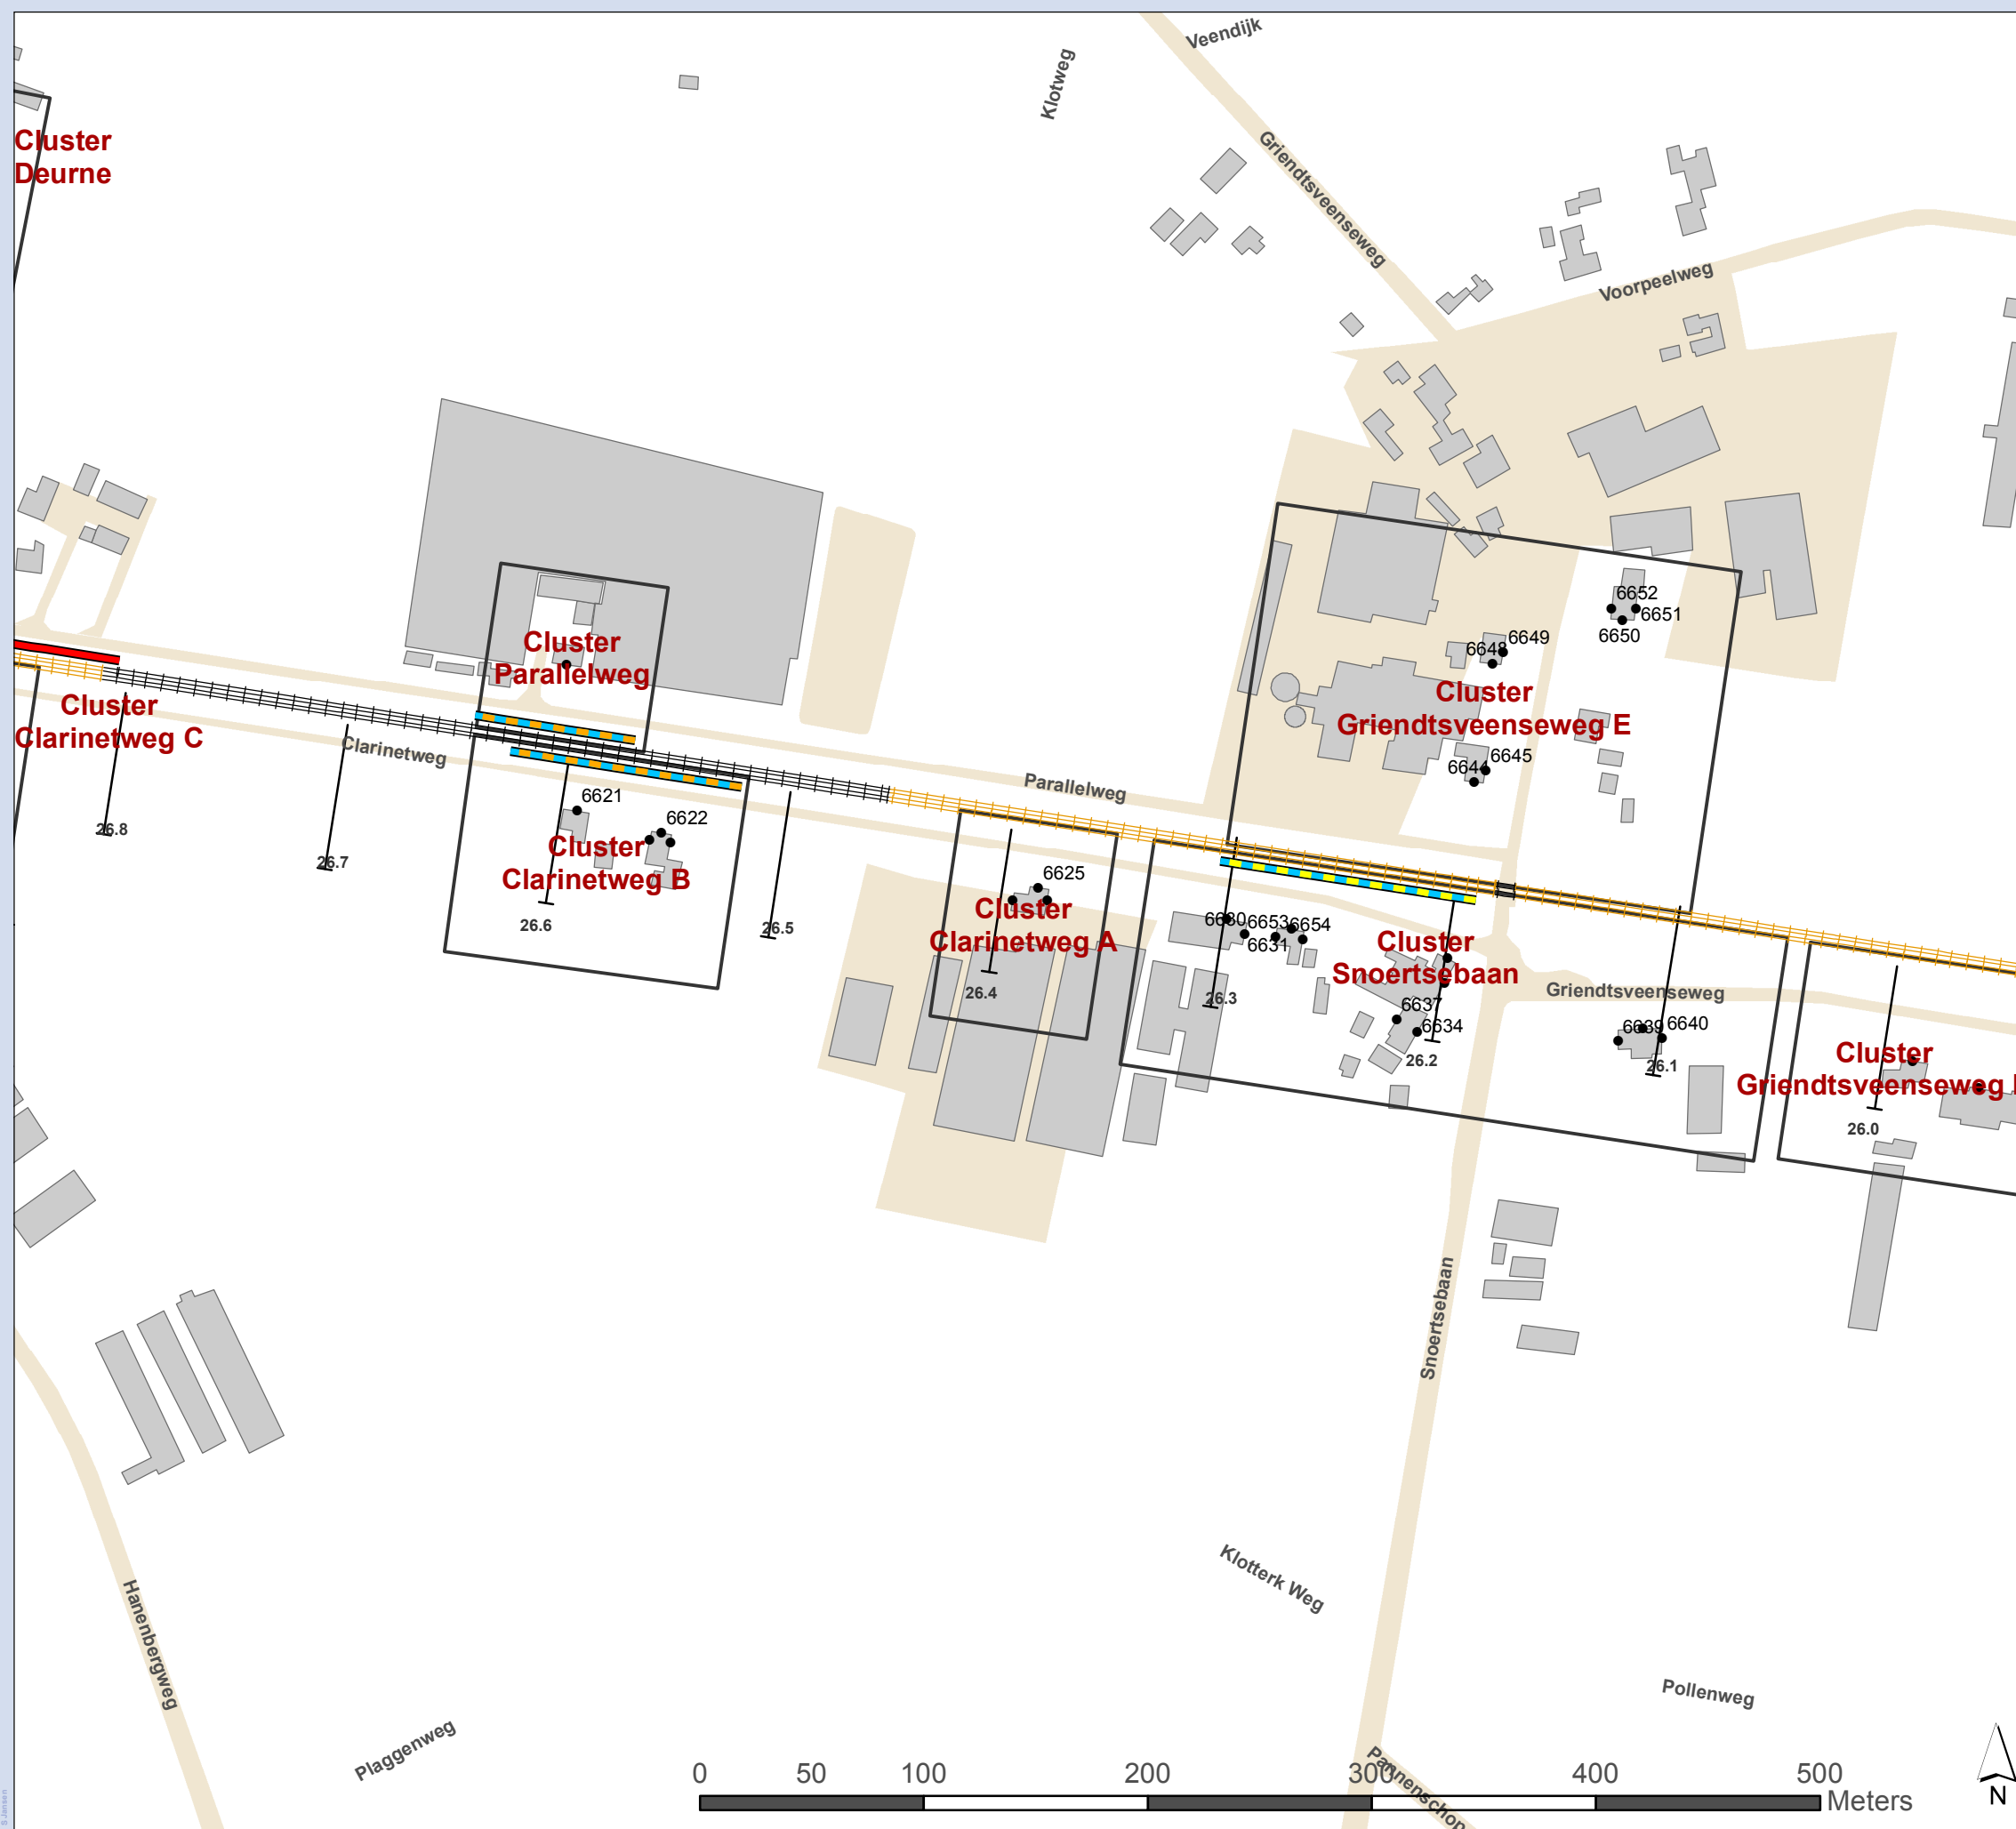 Veendijk
Klotweg
Griendtsveenseweg
Voorpeelweg
Cluster
Deurne
Cluster
Parallelweg
Cluster
Clarinetweg C
Clarinetweg
26.8
26.7
6621
6622
Cluster
Clarinetweg B
26.6
26.5
Parallelweg
6652
6651
6650
6649
6648
Cluster
Griendtsveenseweg E
6645
6644
6625
Cluster
Clarinetweg A
26.4
6630
6653
6654
6631
26.3
Cluster
Snoertsebaan
6637
6634
26.2
Griendtsveenseweg
6639
6640
26.1
Cluster
Griendtsveenseweg
26.0
Snoertsebaan
Klotterk Weg
Hanenbergweg
Plaggenweg
Pollenweg
Pannenschop
0 50 100 200 300 400 500
Meters
N
S Jansen